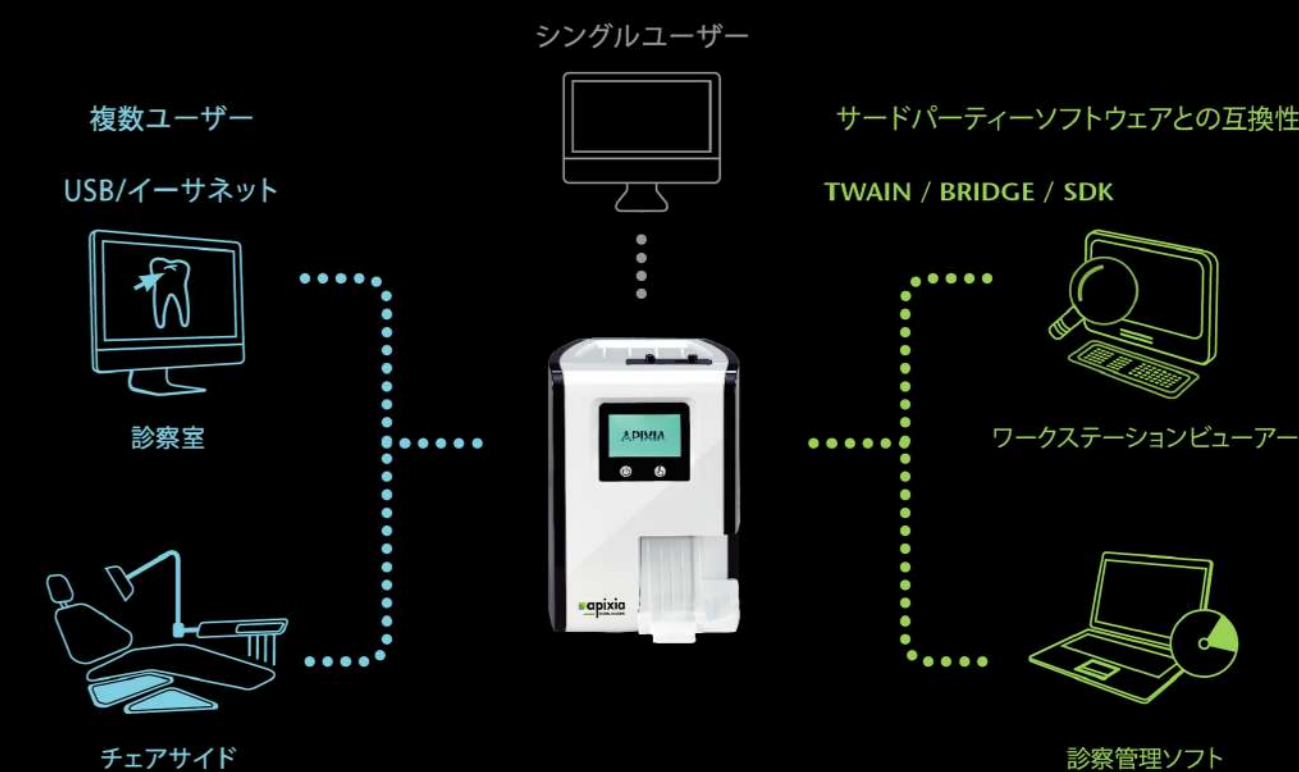 シングルユーザー
複数ユーザー
USB/イーサネット
診察室
チェアサイド
APIXIA
apixia
サードパーティーソフトウェアとの互換性
TWAIN / BRIDGE / SDK
ワークステーションビューアー
診察管理ソフト